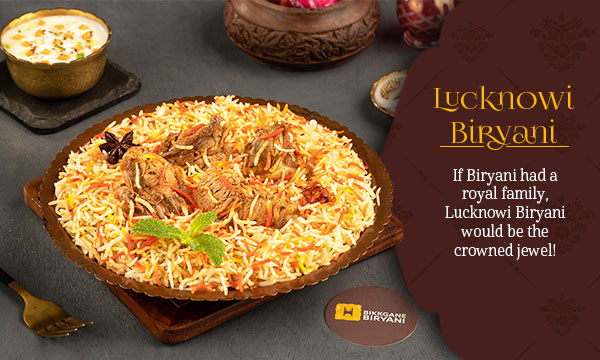 Lucknowi
Biryani
If Biryani had a
royal family,
Lucknowi Biryani
would be the
crowned jewel!
BIKKGANE
BIRYANI